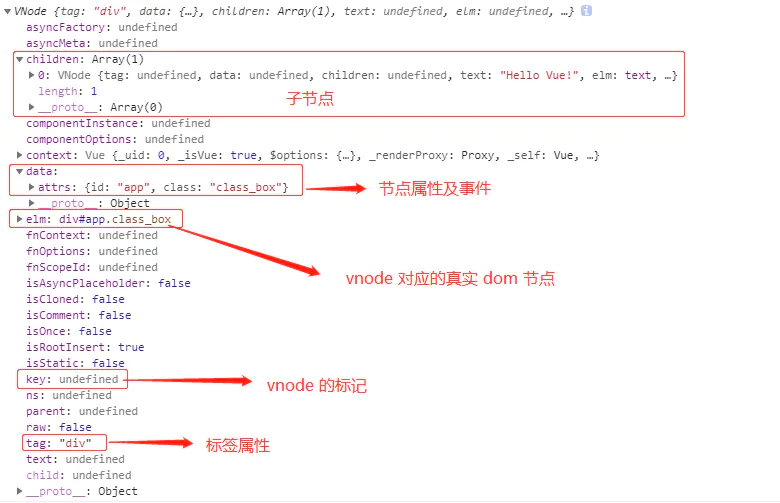 VNode {tag: "div", data: {…}, children: Array(1), text: undefined, elm: undefined, …}
asyncFactory: undefined
asyncMeta: undefined
children: Array(1)
0: VNode {tag: undefined, data: undefined, children: undefined, text: "Hello Vue!", elm: text, …}
length: 1
子节点
__proto__: Array(0)
componentInstance: undefined
componentOptions: undefined
context: Vue {_uid: 0, _isVue: true, $options: {…}, _renderProxy: Proxy, _self: Vue, …}
data:
attrs: {id: "app", class: "class_box"}
节点属性及事件
__proto__: Object
elm: div#app.class_box
fnContext: undefined
fnOptions: undefined
fnScopeId: undefined
vnode 对应的真实 dom 节点
isAsyncPlaceholder: false
isCloned: false
isComment: false
isOnce: false
isRootInsert: true
isStatic: false
key: undefined
vnode 的标记
ns: undefined
parent: undefined
raw: false
tag: "div"
标签属性
text: undefined
child: undefined
__proto__: Object